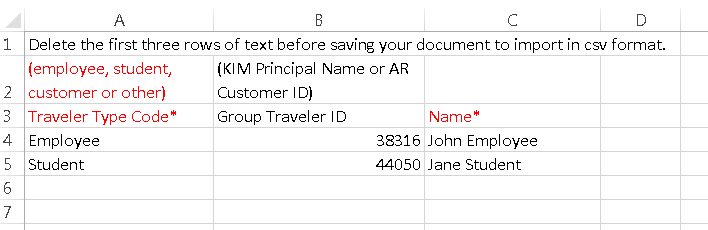 A B C D
1 Delete the first three rows of text before saving your document to import in csv format.
(employee, student, (KIM Principal Name or AR
2 customer or other) Customer ID)
3 Traveler Type Code* Group Traveler ID Name*
4 Employee 38316 John Employee
5 Student 44050 Jane Student
6
7